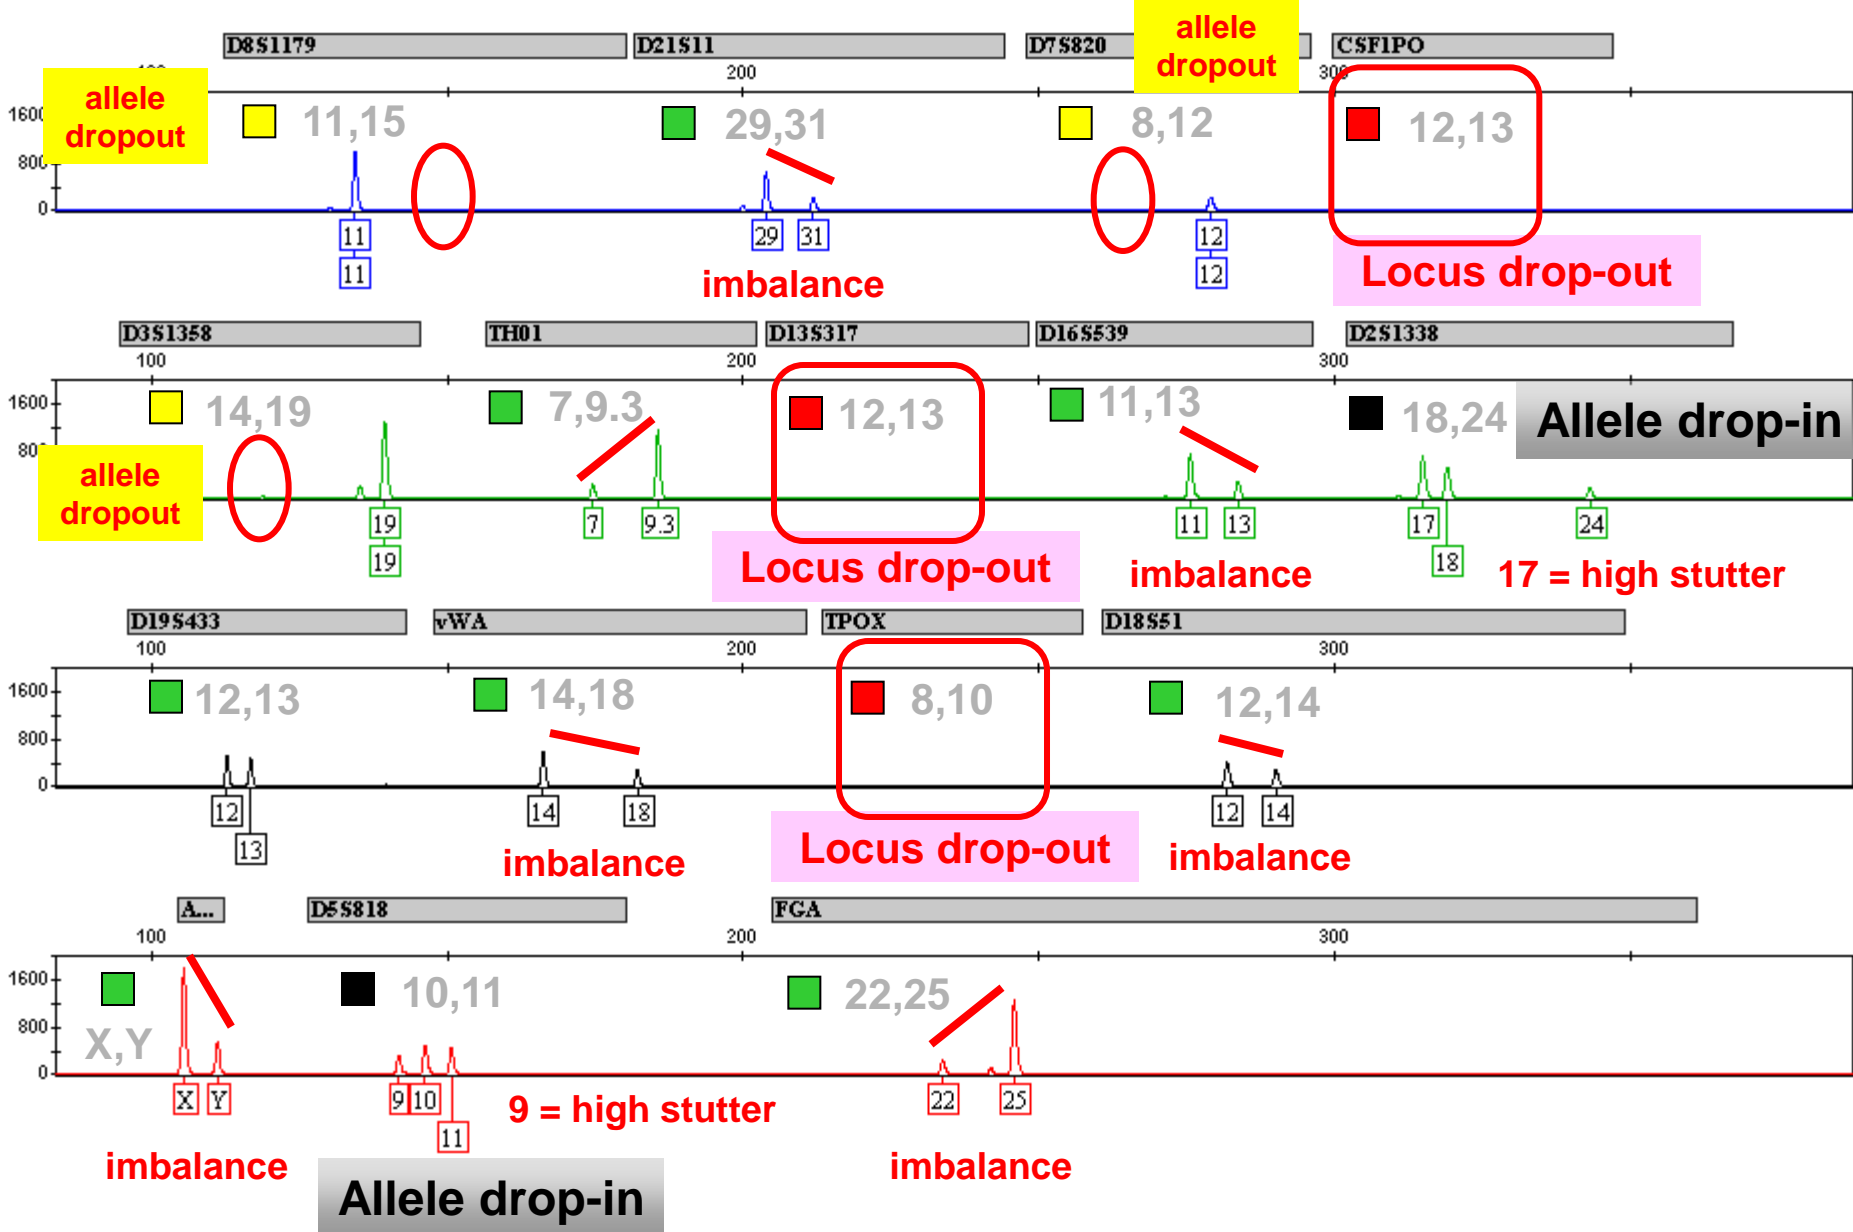 allele
dropout
D8S1179 D21S11 D7S820 CSF1PO
200 300
allele
dropout
1600
800
0
11,15 29,31 8,12 12,13
11 29 31 12
11 12
imbalance
Locus drop-out
D3S1358 TH01 D13S317 D16S539 D2S1338
100 200 300
1600
80
14,19 7,9.3 12,13 11,13 18,24
Allele drop-in
allele
dropout
19 7 9.3 11 13 17 24
19 18
Locus drop-out
imbalance
17 = high stutter
D19S433 vWA TPOX D18S51
100 200 300
1600
800
0
12,13 14,18 8,10 12,14
12 14 18 12 14
13
imbalance
Locus drop-out
imbalance
A... D5S818 FGA
100 200 300
1600
800
0
X,Y 10,11 22,25
X Y 9 10 22 25
11
9 = high stutter
imbalance
imbalance
Allele drop-in